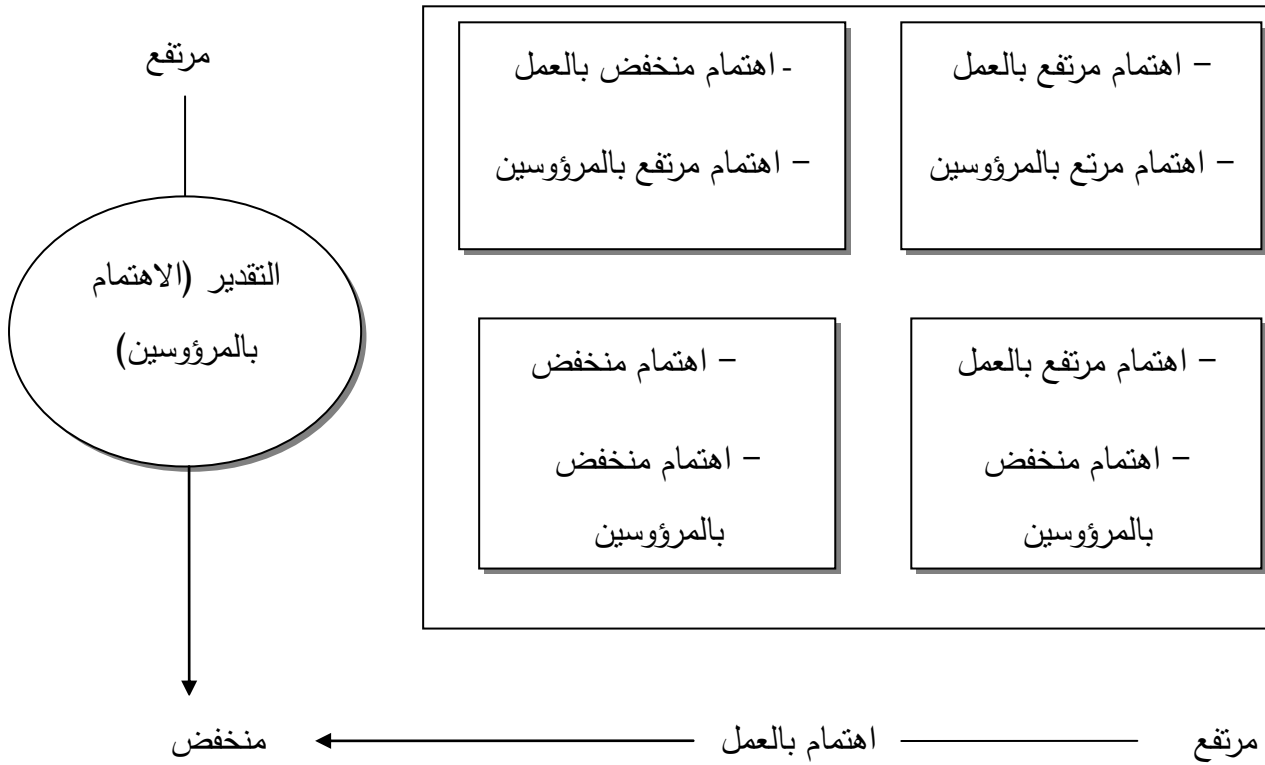 مرتفع
– اهتمام مرتفع بالعمل
– اهتمام مرتع بالمرؤوسين
- اهتمام منخفض بالعمل
– اهتمام مرتفع بالمرؤوسين
التقدير (الاهتمام
بالمرؤوسين)
– اهتمام مرتفع بالعمل
– اهتمام منخفض
بالمرؤوسين
– اهتمام منخفض
– اهتمام منخفض
بالمرؤوسين
مرتفع
اهتمام بالعمل
منخفض